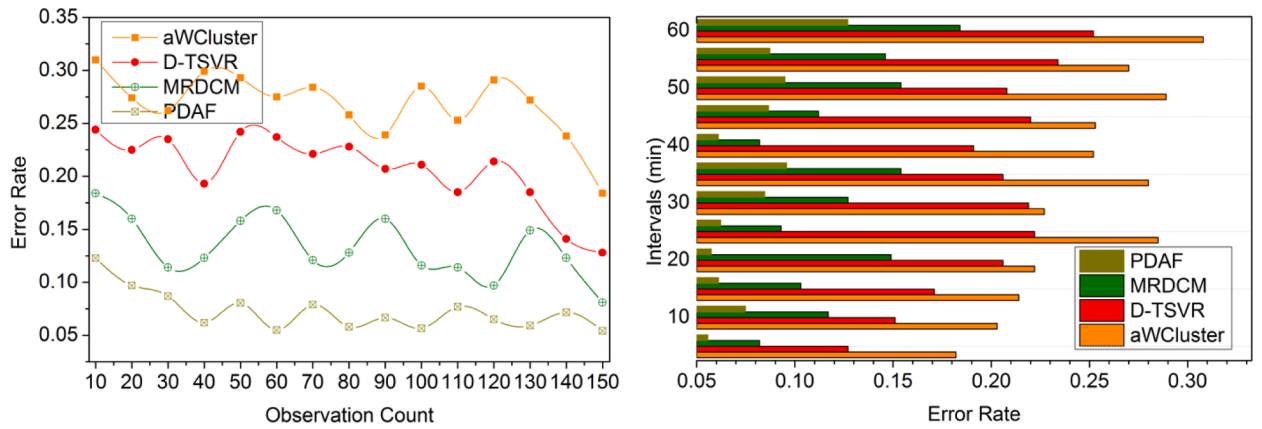 0.35
0.30
0.25
0.20
0.15
0.10
0.05
Error Rate
aWCluster
D-TSVR
MRDCM
PDAF
10 20 30 40 50 60 70 80 90 100 110 120 130 140 150
Observation Count
60
50
40
30
20
10
Intervals (min)
PDAF
MRDCM
D-TSVR
aWCluster
0.05 0.10 0.15 0.20 0.25 0.30
Error Rate